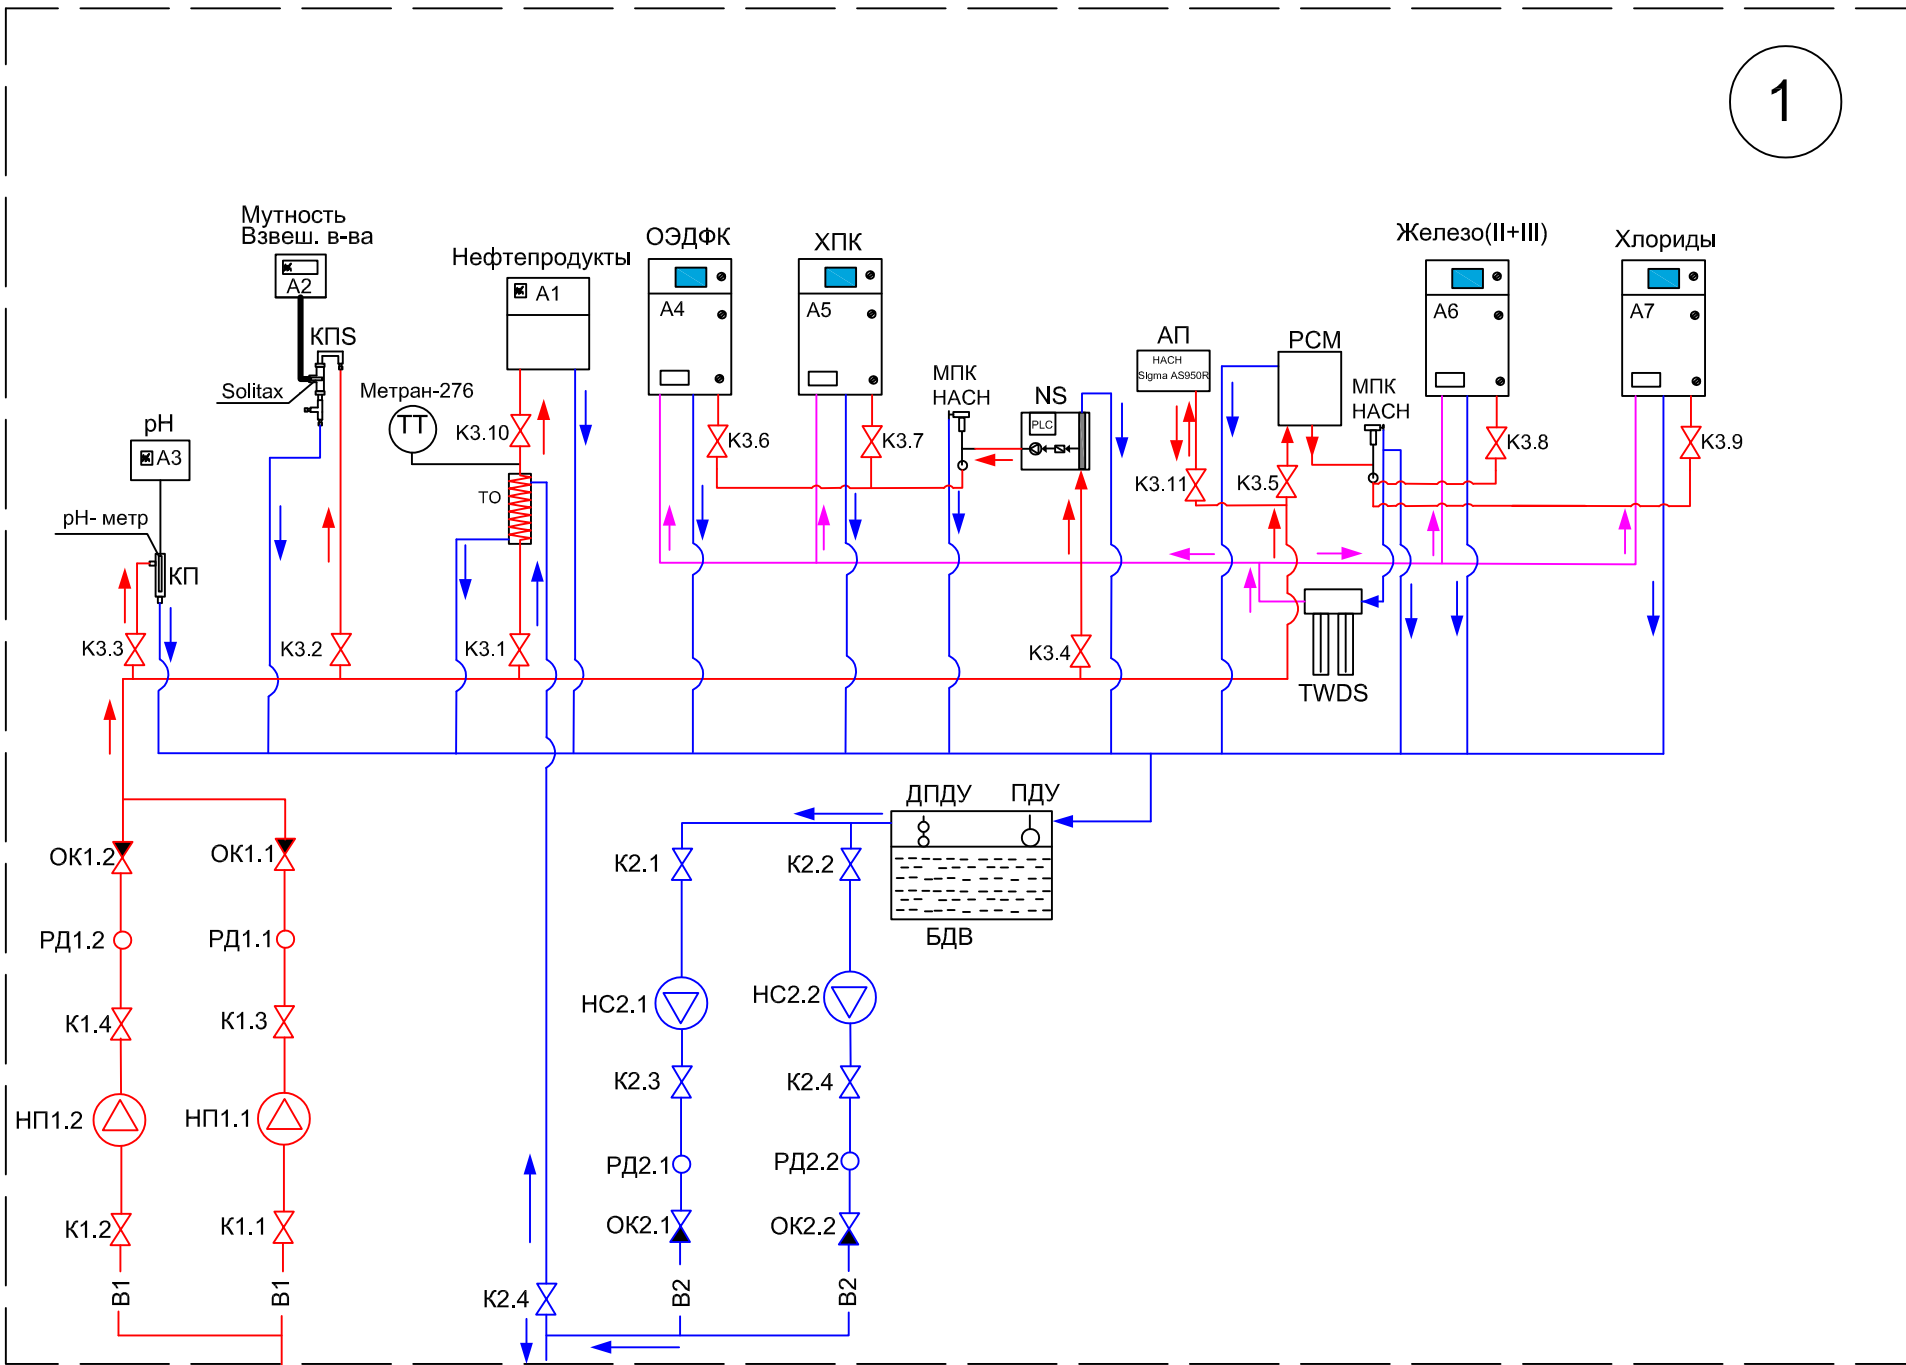 1
Мутность
Взвеш. в-ва
A2
КПS
Solitax
pH
A3
pH- метр
КП
Нефтепродукты
A1
Метран-276
TT
K3.10
ТО
ОЭДФК
A4
ХПК
A5
K3.6
K3.7
МПК
HACH
NS
PLC
АП
HACH
Sigma AS950R
PCM
МПК
HACH
Железо(II+III)
A6
Хлориды
A7
K3.8
K3.9
K3.11
K3.5
K3.3
K3.2
K3.1
K3.4
TWDS
ДПДУ
ПДУ
БДВ
ОК1.2
ОК1.1
К2.1
К2.2
РД1.2
РД1.1
НС2.1
НС2.2
К1.4
К1.3
К2.3
К2.4
НП1.2
НП1.1
РД2.1
РД2.2
К1.2
К1.1
ОК2.1
ОК2.2
В1
В1
К2.4
В2
В2